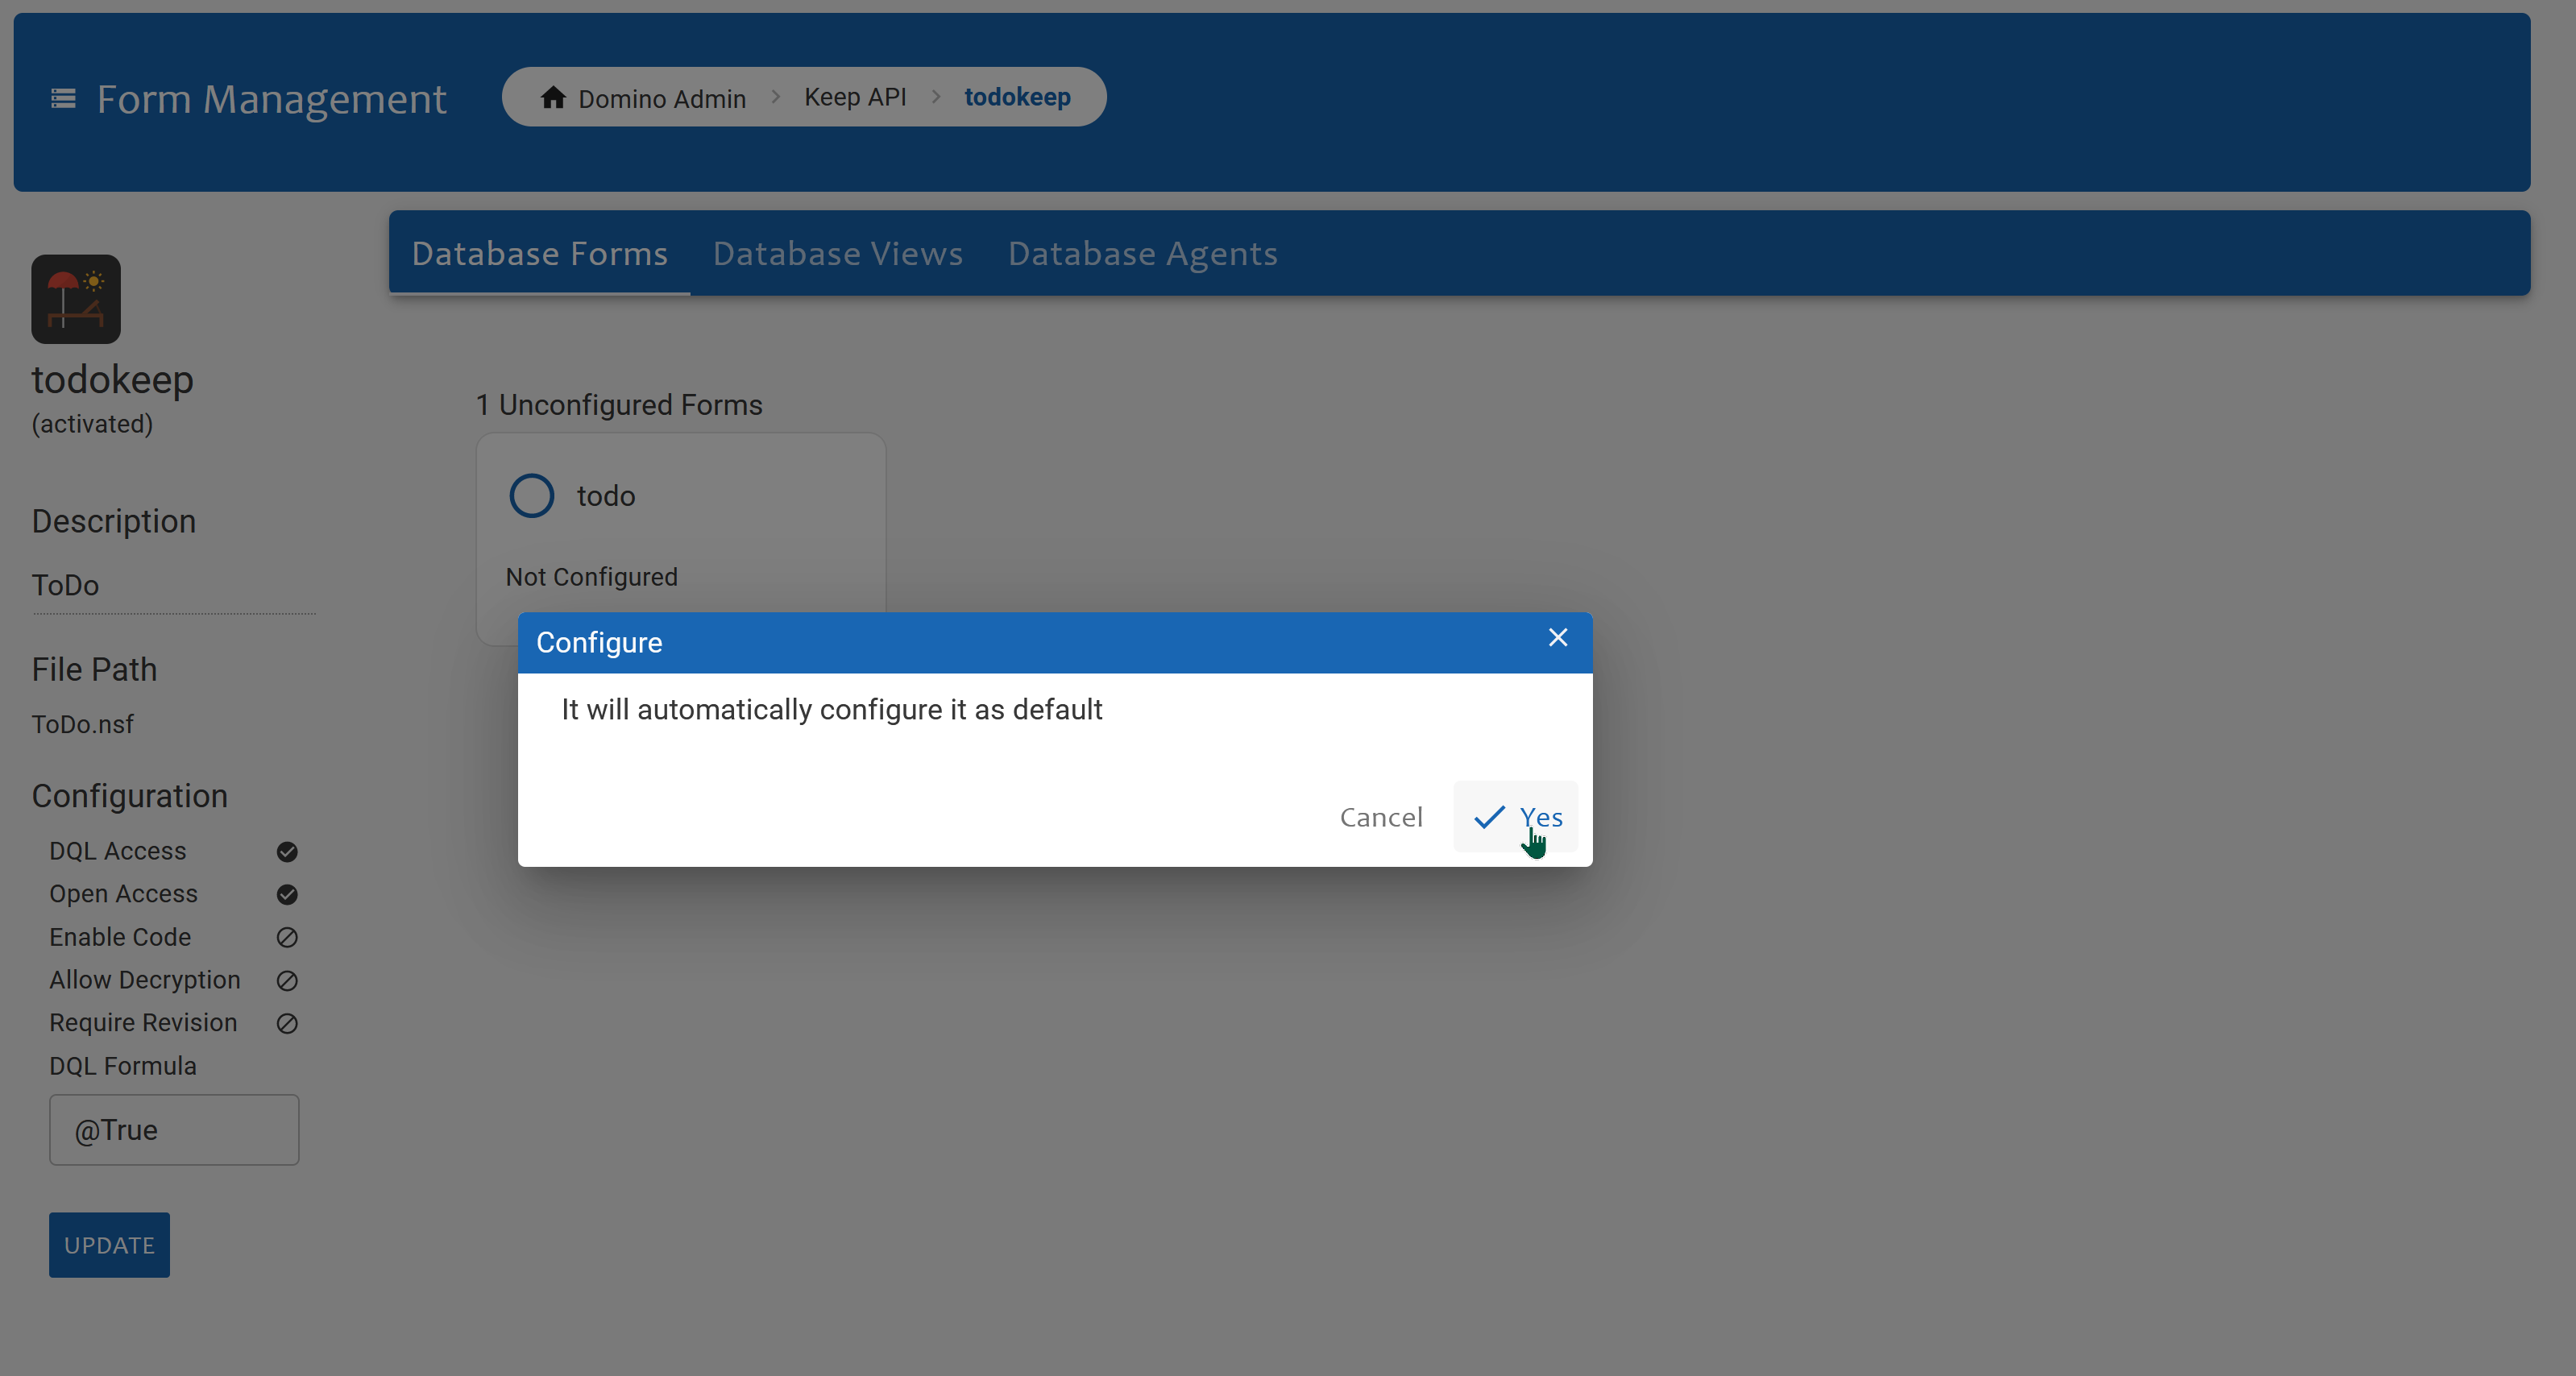 Form Management
Domino Admin > Keep API > todokeep
Database Forms Database Views Database Agents
todokeep
(activated)
Description
ToDo
File Path
ToDo.nsf
Configuration
DQL Access
Open Access
Enable Code
Allow Decryption
Require Revision
DQL Formula
@True
UPDATE
1 Unconfigured Forms
todo
Not Configured
Configure
It will automatically configure it as default
Cancel
Yes